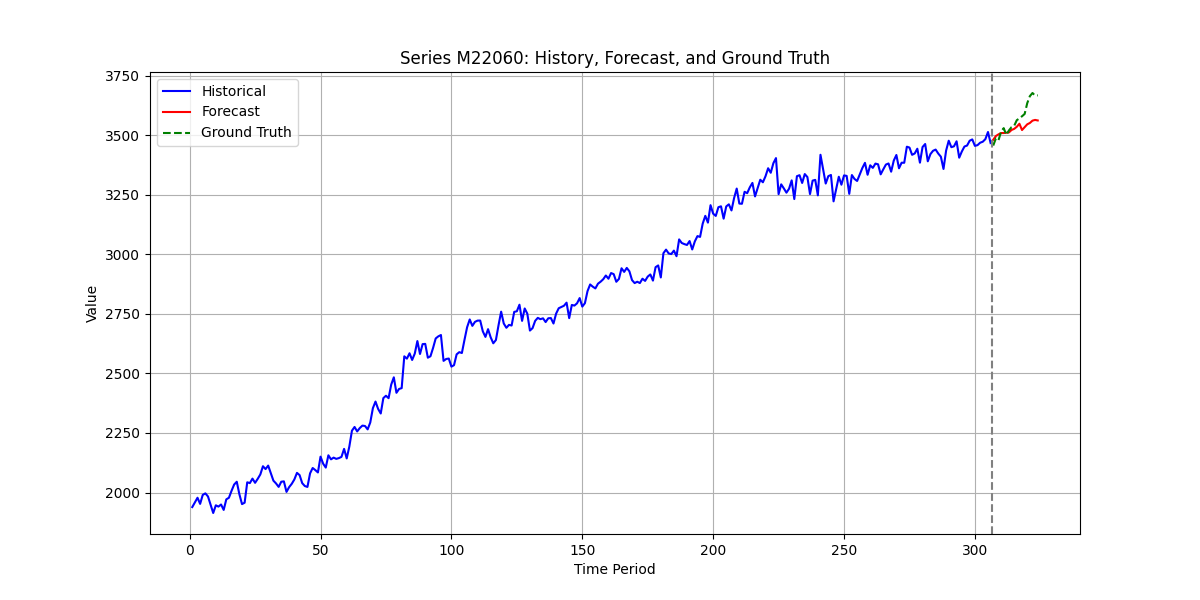 Series M22060: History, Forecast, and Ground Truth
Historical
Forecast
Ground Truth
3750
3500
3250
3000
2750
2500
2250
2000
Value
0 50 100 150 200 250 300
Time Period